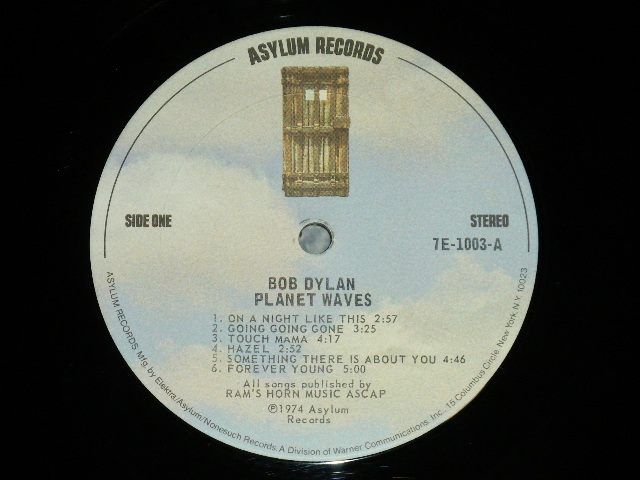 ASYLUM RECORDS
SIDE ONE
STEREO
7E-1003-A
BOB DYLAN
PLANET WAVES
1. ON A NIGHT LIKE THIS 2:57
2. GOING GOING GONE 3:25
3. TOUCH MAMA 4:17
4. HAZEL 2:52
5. SOMETHING THERE IS ABOUT YOU 4:46
6. FOREVER YOUNG 5:00
All songs published by
RAM'S HORN MUSIC ASCAP
℗1974 Asylum
Records
ASYLUM RECORDS Mfg. by Elektra/Asylum/Nonesuch Records, A Division of Warner Communications, Inc. 15 Columbus Circle, New York, N.Y. 10023